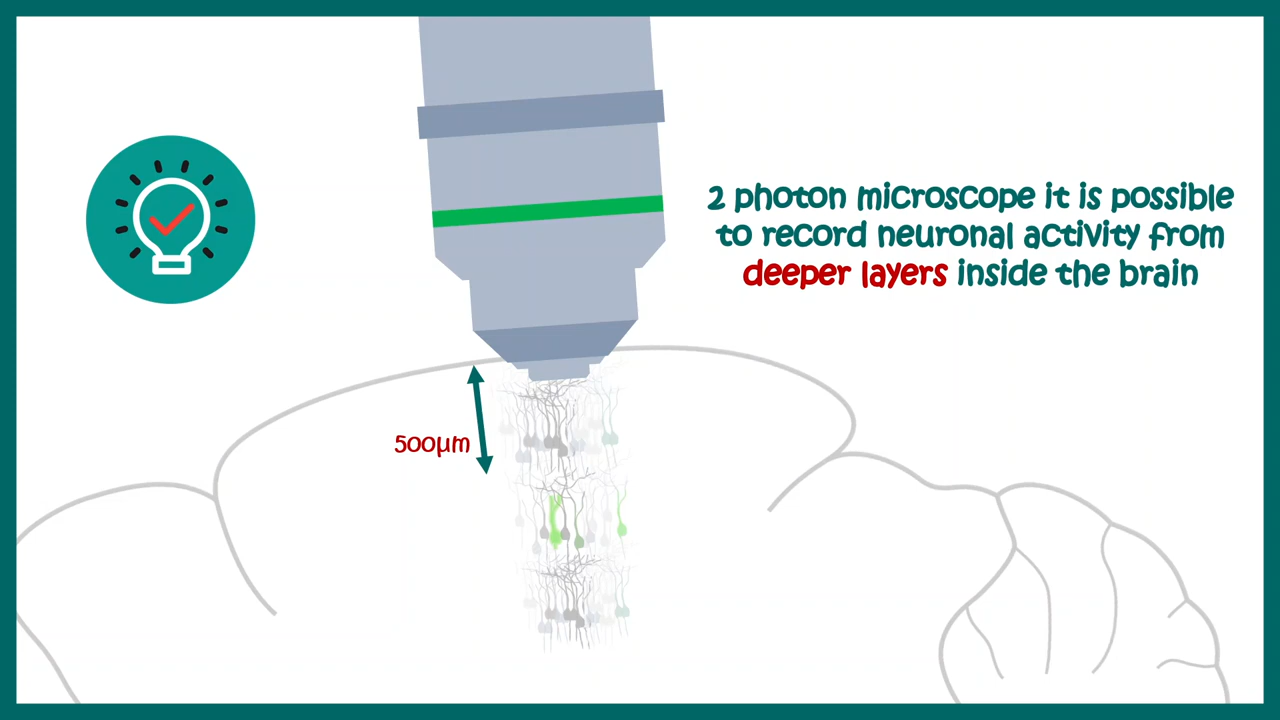 2 photon microscope it is possible
to record neuronal activity from
deeper layers inside the brain
500µm